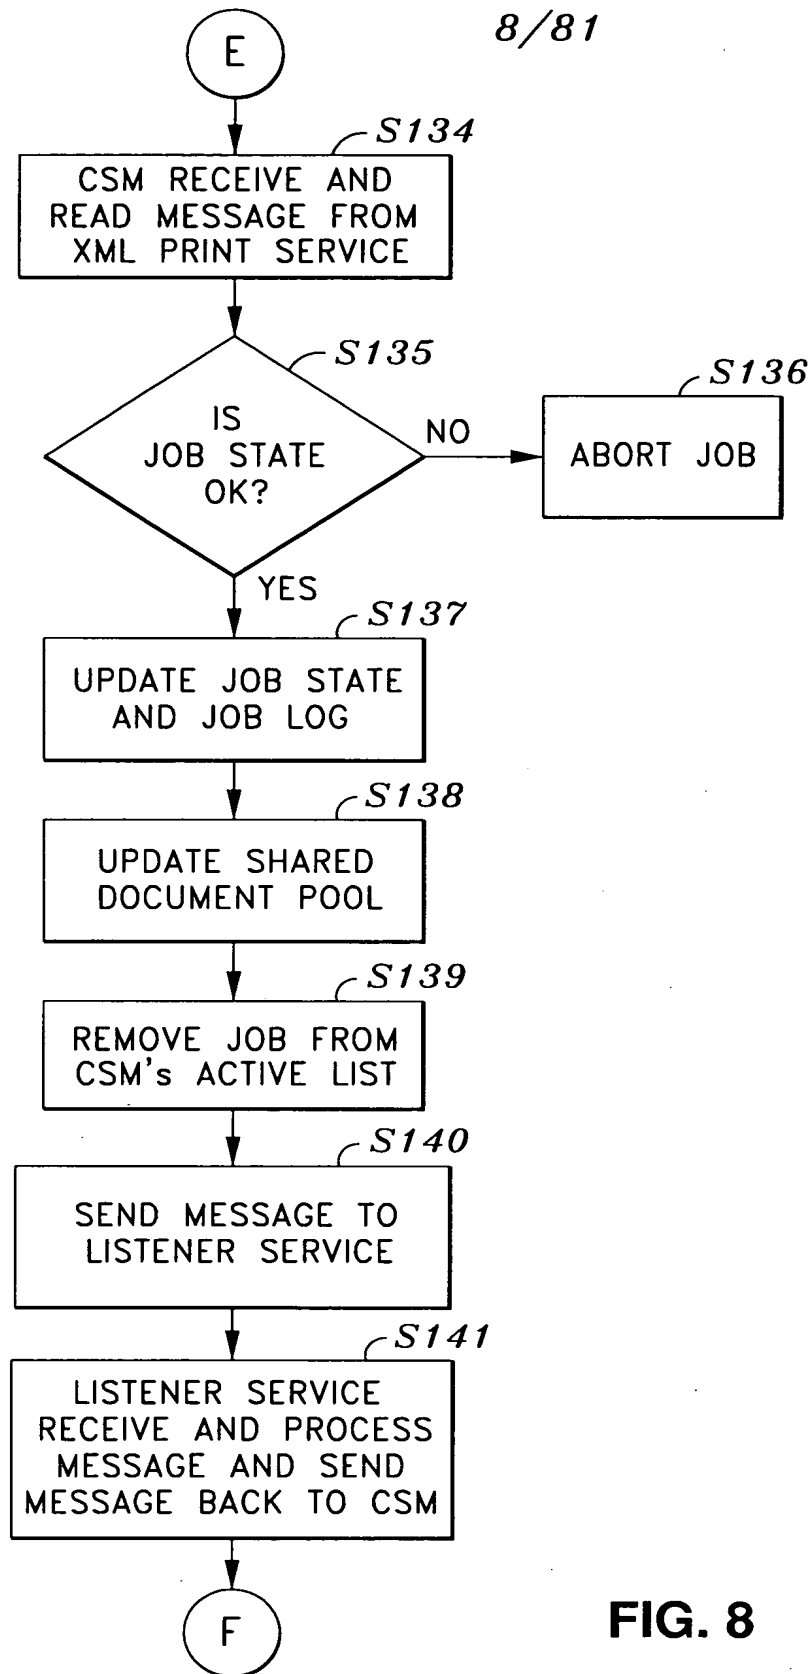 8/81
E
S134
CSM RECEIVE AND
READ MESSAGE FROM
XML PRINT SERVICE
S135
IS
JOB STATE
OK?
NO
S136
ABORT JOB
YES
S137
UPDATE JOB STATE
AND JOB LOG
S138
UPDATE SHARED
DOCUMENT POOL
S139
REMOVE JOB FROM
CSM's ACTIVE LIST
S140
SEND MESSAGE TO
LISTENER SERVICE
S141
LISTENER SERVICE
RECEIVE AND PROCESS
MESSAGE AND SEND
MESSAGE BACK TO CSM
F
FIG. 8